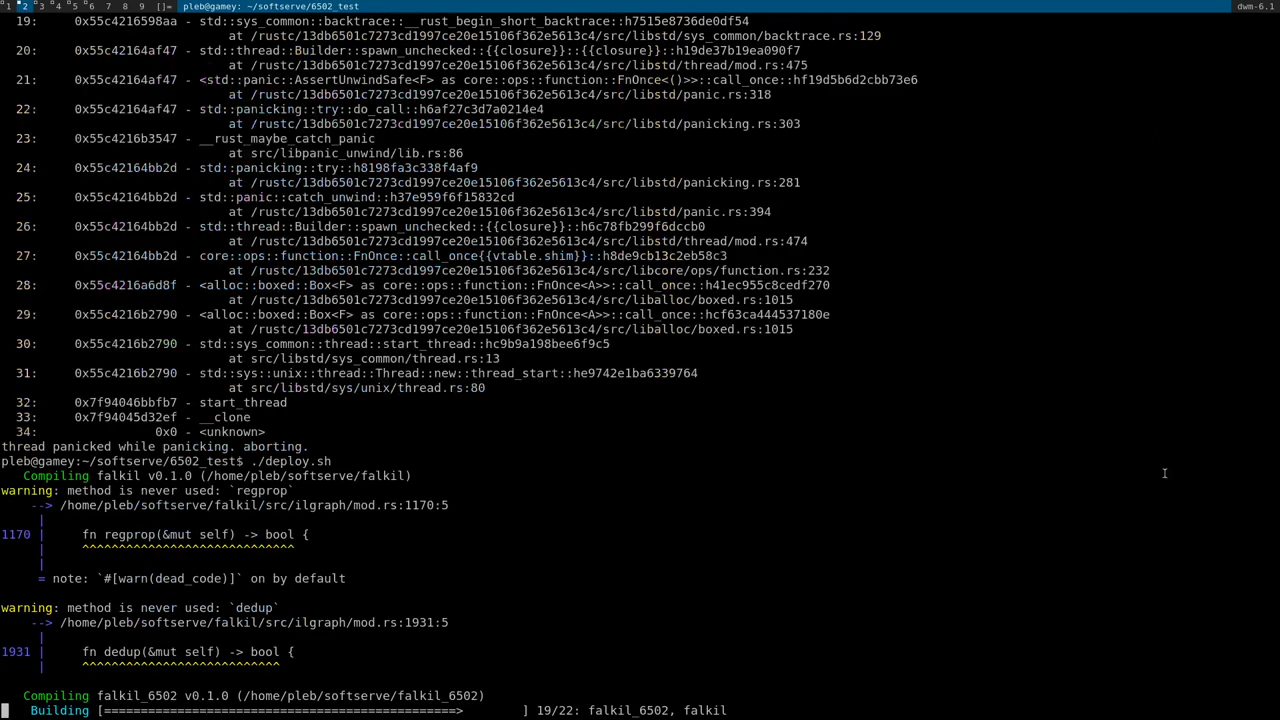 1 2 3 4 5 6 7 8 9 []= pleb@gamey: ~/softserve/6502_test dwm-6.1
19: 0x55c4216598aa - std::sys_common::backtrace::__rust_begin_short_backtrace::h7515e8736de0df54
at /rustc/13db6501c7273cd1997ce20e15106f362e5613c4/src/libstd/sys_common/backtrace.rs:129
20: 0x55c42164af47 - std::thread::Builder::spawn_unchecked::{{closure}}::{{closure}}::h19de37b19ea090f7
at /rustc/13db6501c7273cd1997ce20e15106f362e5613c4/src/libstd/thread/mod.rs:475
21: 0x55c42164af47 - <std::panic::AssertUnwindSafe<F> as core::ops::function::FnOnce<()>>::call_once::hf19d5b6d2cbb73e6
at /rustc/13db6501c7273cd1997ce20e15106f362e5613c4/src/libstd/panic.rs:318
22: 0x55c42164af47 - std::panicking::try::do_call::h6af27c3d7a0214e4
at /rustc/13db6501c7273cd1997ce20e15106f362e5613c4/src/libstd/panicking.rs:303
23: 0x55c4216b3547 - __rust_maybe_catch_panic
at src/libpanic_unwind/lib.rs:86
24: 0x55c42164bb2d - std::panicking::try::h8198fa3c338f4af9
at /rustc/13db6501c7273cd1997ce20e15106f362e5613c4/src/libstd/panicking.rs:281
25: 0x55c42164bb2d - std::panic::catch_unwind::h37e959f6f15832cd
at /rustc/13db6501c7273cd1997ce20e15106f362e5613c4/src/libstd/panic.rs:394
26: 0x55c42164bb2d - std::thread::Builder::spawn_unchecked::{{closure}}::h6c78fb299f6dccb0
at /rustc/13db6501c7273cd1997ce20e15106f362e5613c4/src/libstd/thread/mod.rs:474
27: 0x55c42164bb2d - core::ops::function::FnOnce::call_once{{vtable.shim}}::h8de9cb13c2eb58c3
at /rustc/13db6501c7273cd1997ce20e15106f362e5613c4/src/libcore/ops/function.rs:232
28: 0x55c4216a6d8f - <alloc::boxed::Box<F> as core::ops::function::FnOnce<A>>::call_once::h41ec955c8cedf270
at /rustc/13db6501c7273cd1997ce20e15106f362e5613c4/src/liballoc/boxed.rs:1015
29: 0x55c4216b2790 - <alloc::boxed::Box<F> as core::ops::function::FnOnce<A>>::call_once::hcf63ca444537180e
at /rustc/13db6501c7273cd1997ce20e15106f362e5613c4/src/liballoc/boxed.rs:1015
30: 0x55c4216b2790 - std::sys_common::thread::start_thread::hc9b9a198bee6f9c5
at src/libstd/sys_common/thread.rs:13
31: 0x55c4216b2790 - std::sys::unix::thread::Thread::new::thread_start::he9742e1ba6339764
at src/libstd/sys/unix/thread.rs:80
32: 0x7f94046bbfb7 - start_thread
33: 0x7f94045d32ef - __clone
34: 0x0 - <unknown>
thread panicked while panicking. aborting.
pleb@gamey:~/softserve/6502_test$ ./deploy.sh
Compiling falkil v0.1.0 (/home/pleb/softserve/falkil)
warning: method is never used: `regprop`
--> /home/pleb/softserve/falkil/src/ilgraph/mod.rs:1170:5
|
1170 | fn regprop(&mut self) -> bool {
| ^^^^^^^^^^^^^^^^^^^^^^^^^^^^^
|
= note: `#[warn(dead_code)]` on by default
warning: method is never used: `dedup`
--> /home/pleb/softserve/falkil/src/ilgraph/mod.rs:1931:5
|
1931 | fn dedup(&mut self) -> bool {
| ^^^^^^^^^^^^^^^^^^^^^^^^^^^
Compiling falkil_6502 v0.1.0 (/home/pleb/softserve/falkil_6502)
Building [================================================> ] 19/22: falkil_6502, falkil